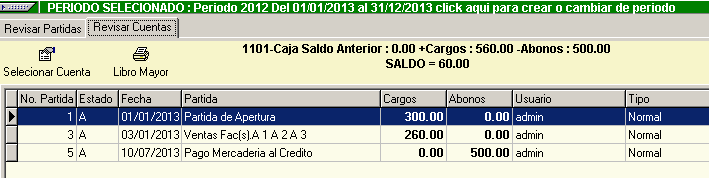 PERIODO SELECIONADO : Periodo 2012 Del 01/01/2013 al 31/12/2013 click aqui para crear o cambiar de periodo
Revisar Partidas Revisar Cuentas
1101-Caja Saldo Anterior : 0.00 +Cargos : 560.00 -Abonos : 500.00
SALDO = 60.00
Selecionar Cuenta Libro Mayor
No. Partida Estado Fecha Partida Cargos Abonos Usuario Tipo
1 A 01/01/2013 Partida de Apertura 300.00 0.00 admin Normal
3 A 03/01/2013 Ventas Fac(s).A 1 A 2 A 3 260.00 0.00 admin Normal
5 A 10/07/2013 Pago Mercaderia al Credito 0.00 500.00 admin Normal